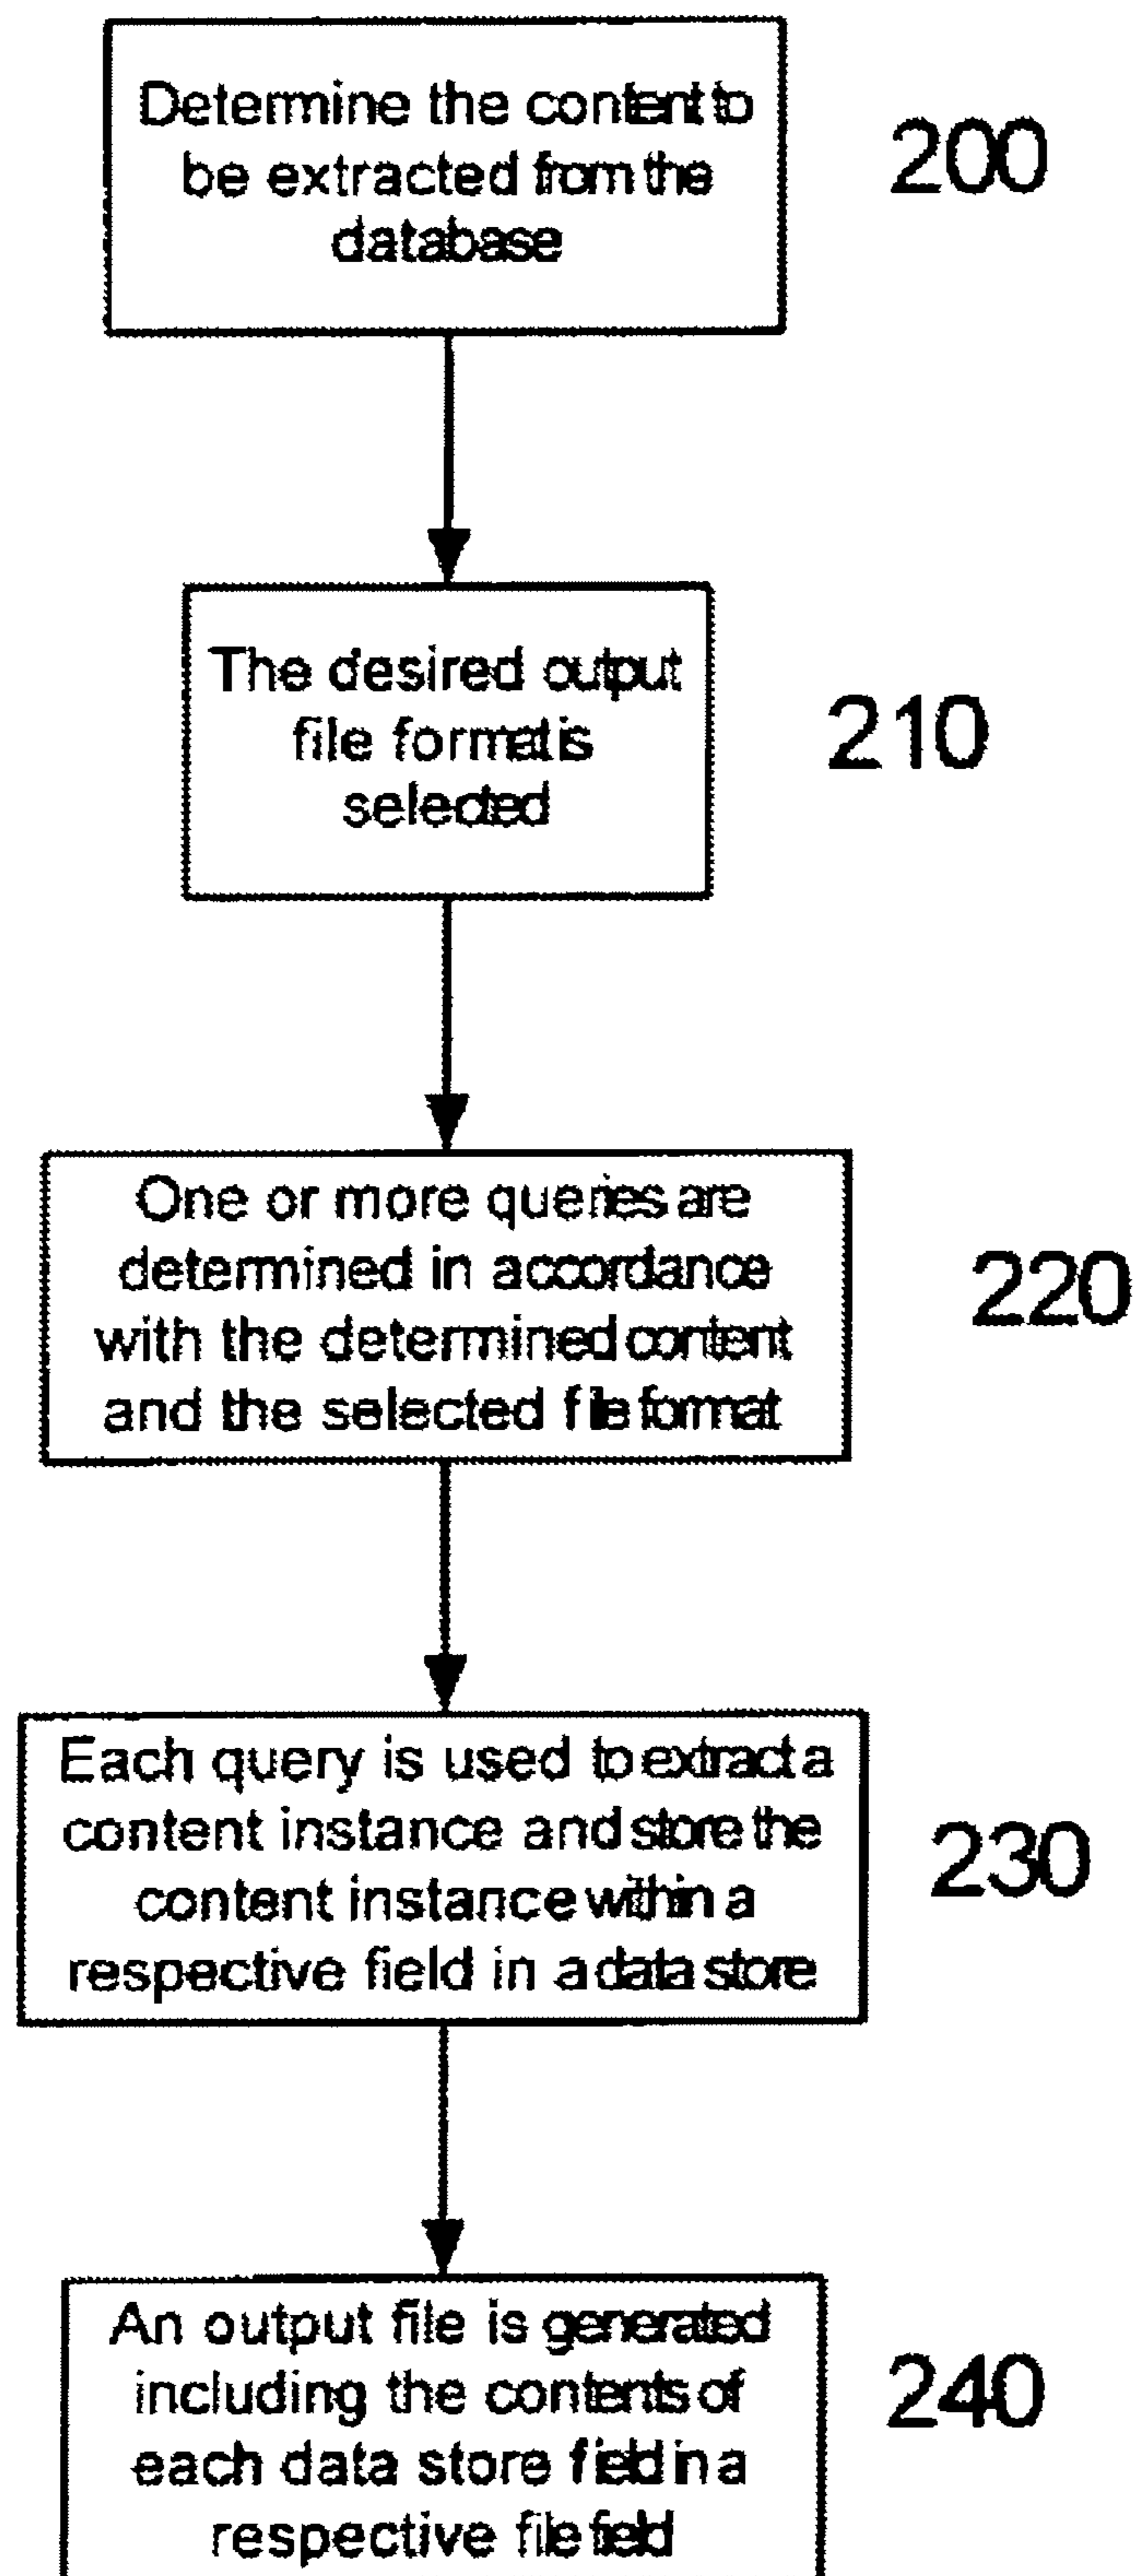 Determine the content to
be extracted from the
database
200
The desired output
file format is
selected
210
One or more queries are
determined in accordance
with the determined content
and the selected file format
220
Each query is used to extract a
content instance and store the
content instance within a
respective field in a data store
230
An output file is generated
including the contents of
each data store field in a
respective file field
240